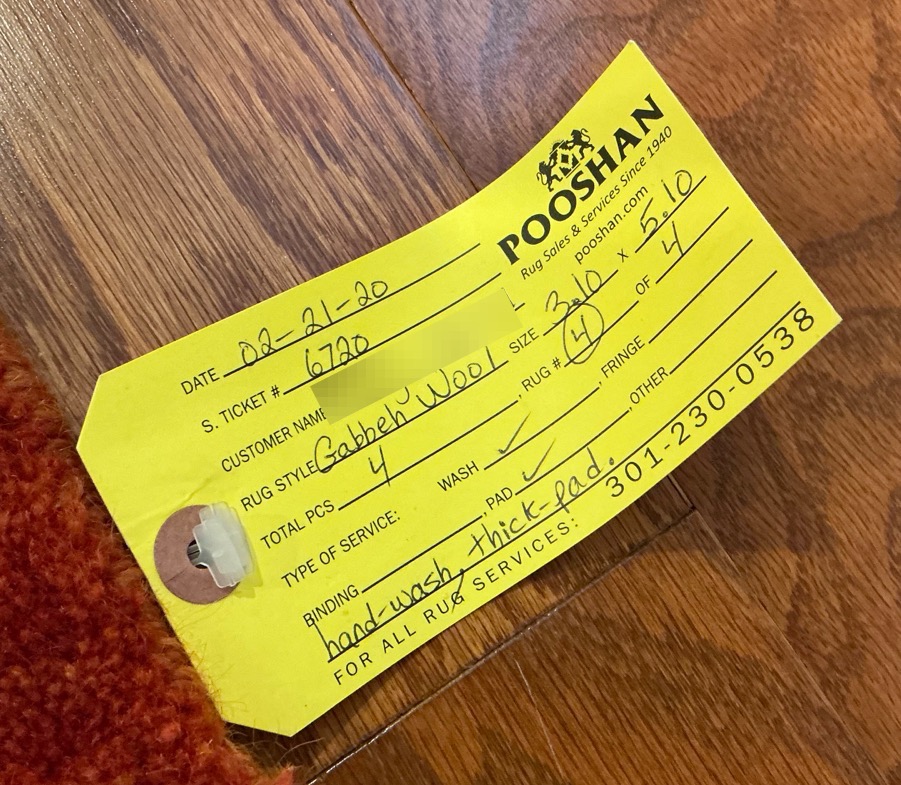 POOSHAN
Rug Sales & Services Since 1940
pooshan.com
DATE 02-21-20
S. TICKET # 6720
SIZE 3.10 x 5.10
CUSTOMER NAME
RUG # 4 OF 4
RUG STYLE Gabbeh Wool
TOTAL PCS 4
TYPE OF SERVICE: WASH ✓, FRINGE
BINDING, PAD ✓, OTHER
hand-wash, thick-pad.
FOR ALL RUG SERVICES: 301-230-0538